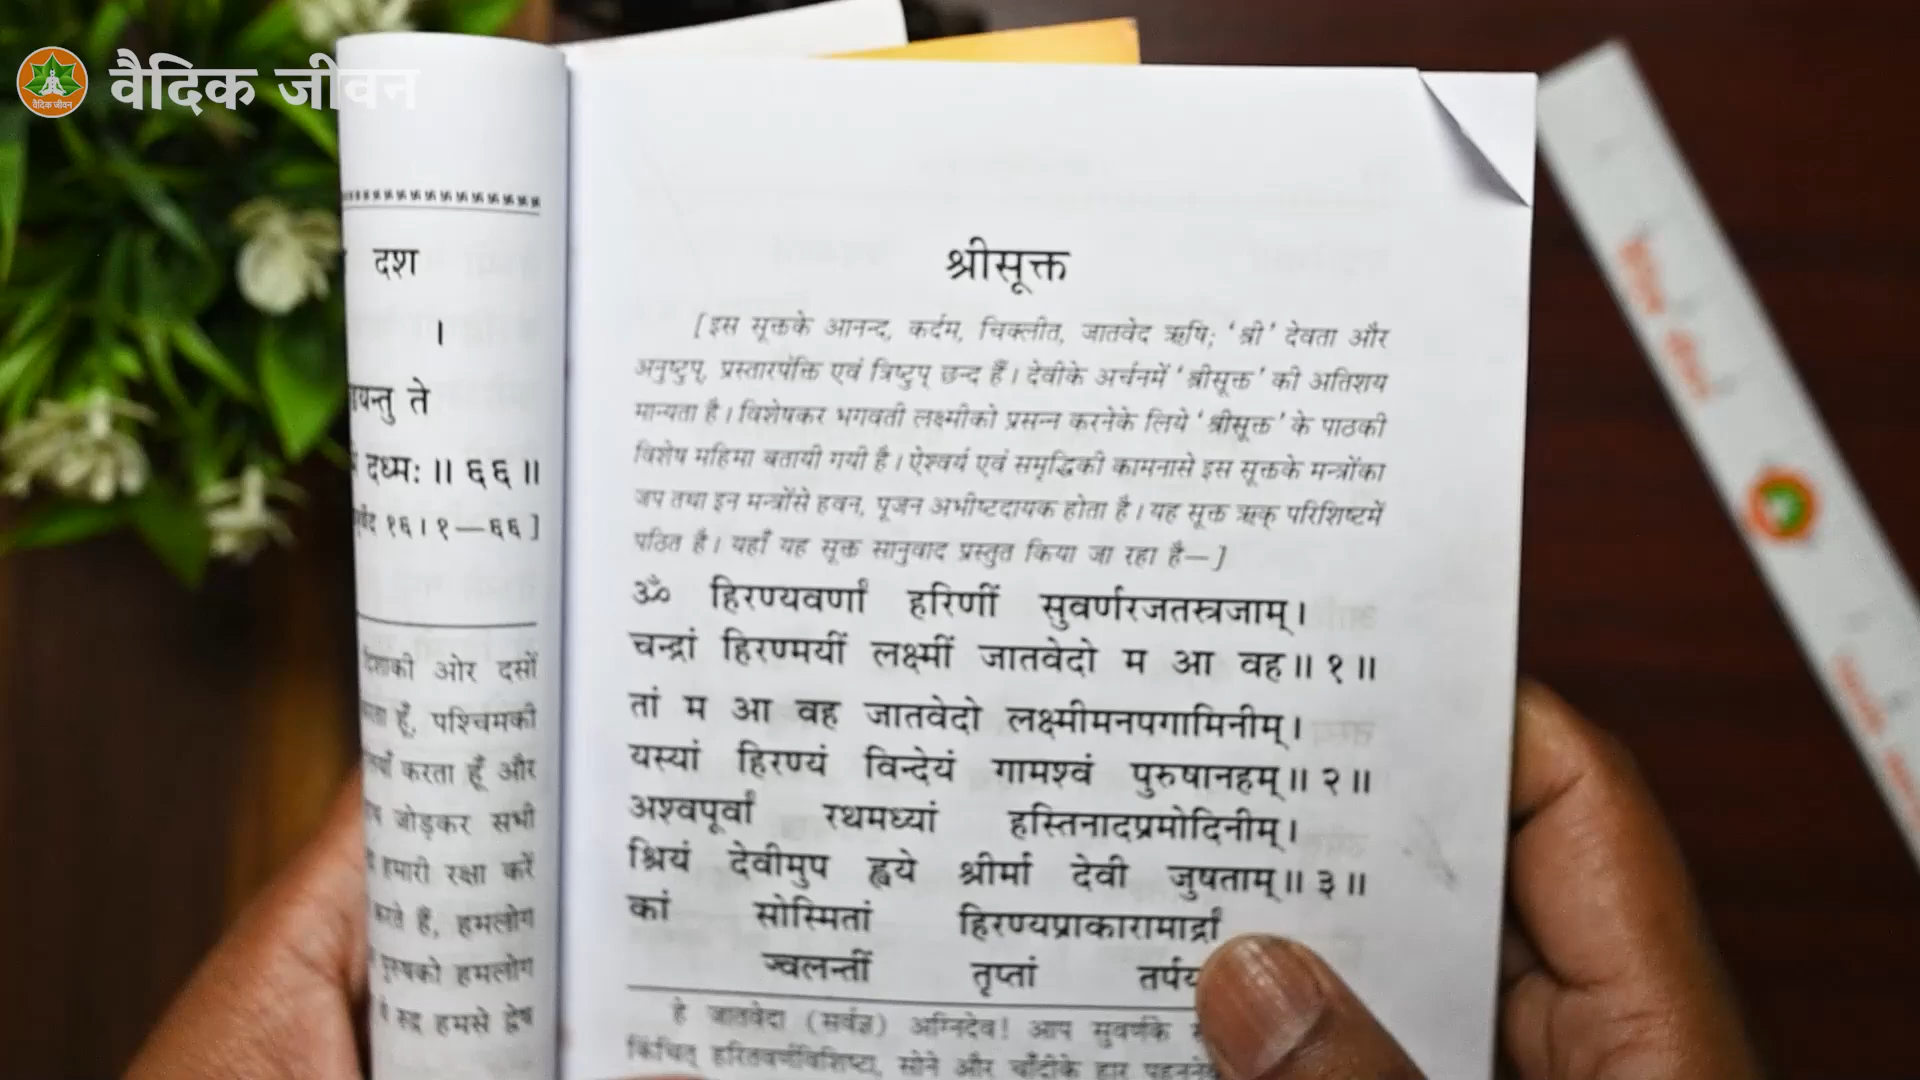 वैदिक जीवन
वैदिक जीवन
दश
।
यन्तु ते
दध्मः ॥ ६६ ॥
१६ । १—६६ ]
की ओर दसों
हूँ, पश्चिमकी
करता हूँ और
जोड़कर सभी
हमारी रक्षा करें
करते हैं, हमलोग
पुरुषको हमलोग
रुद्र हमसे द्वेष
श्रीसूक्त
[ इस सूक्तके आनन्द, कर्दम, चिक्लीत, जातवेद ऋषि; ‘श्री’ देवता और
अनुष्टुप्, प्रस्तारपंक्ति एवं त्रिष्टुप् छन्द हैं। देवीके अर्चनमें ‘श्रीसूक्त’ की अतिशय
मान्यता है। विशेषकर भगवती लक्ष्मीको प्रसन्न करनेके लिये ‘श्रीसूक्त’ के पाठकी
विशेष महिमा बतायी गयी है। ऐश्वर्य एवं समृद्धिकी कामनासे इस सूक्तके मन्त्रोंका
जप तथा इन मन्त्रोंसे हवन, पूजन अभीष्टदायक होता है। यह सूक्त ऋक् परिशिष्टमें
पठित है। यहाँ यह सूक्त सानुवाद प्रस्तुत किया जा रहा है— ]
ॐ हिरण्यवर्णां हरिणीं सुवर्णरजतस्त्रजाम्।
चन्द्रां हिरण्मयीं लक्ष्मीं जातवेदो म आ वह॥ १॥
तां म आ वह जातवेदो लक्ष्मीमनपगामिनीम्।
यस्यां हिरण्यं विन्देयं गामश्वं पुरुषानहम्॥ २॥
अश्वपूर्वां रथमध्यां हस्तिनादप्रमोदिनीम्।
श्रियं देवीमुप ह्वये श्रीर्मा देवी जुषताम्॥ ३॥
कां सोस्मितां हिरण्यप्राकारामार्द्रां
ज्वलन्तीं तृप्तां तर्पय
हे जातवेदा (सर्वज्ञ) अग्निदेव! आप सुवर्णके
किंचित् हरितवर्णविशिष्टा, सोने और चाँदीके हार पहनने